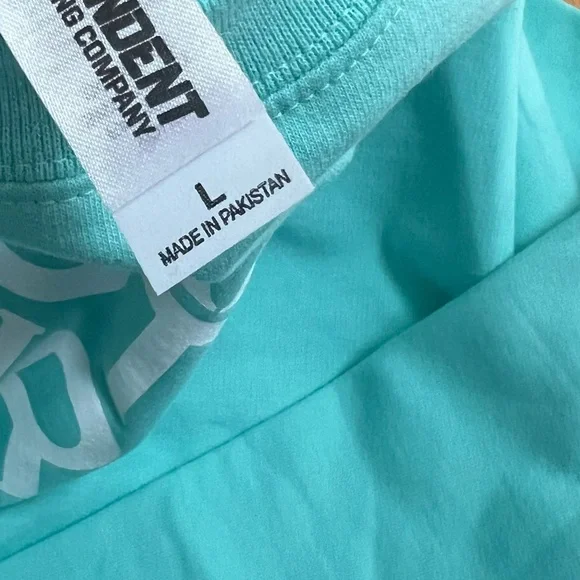 NDENT
NG COMPANY
L
MADE IN PAKISTAN
R